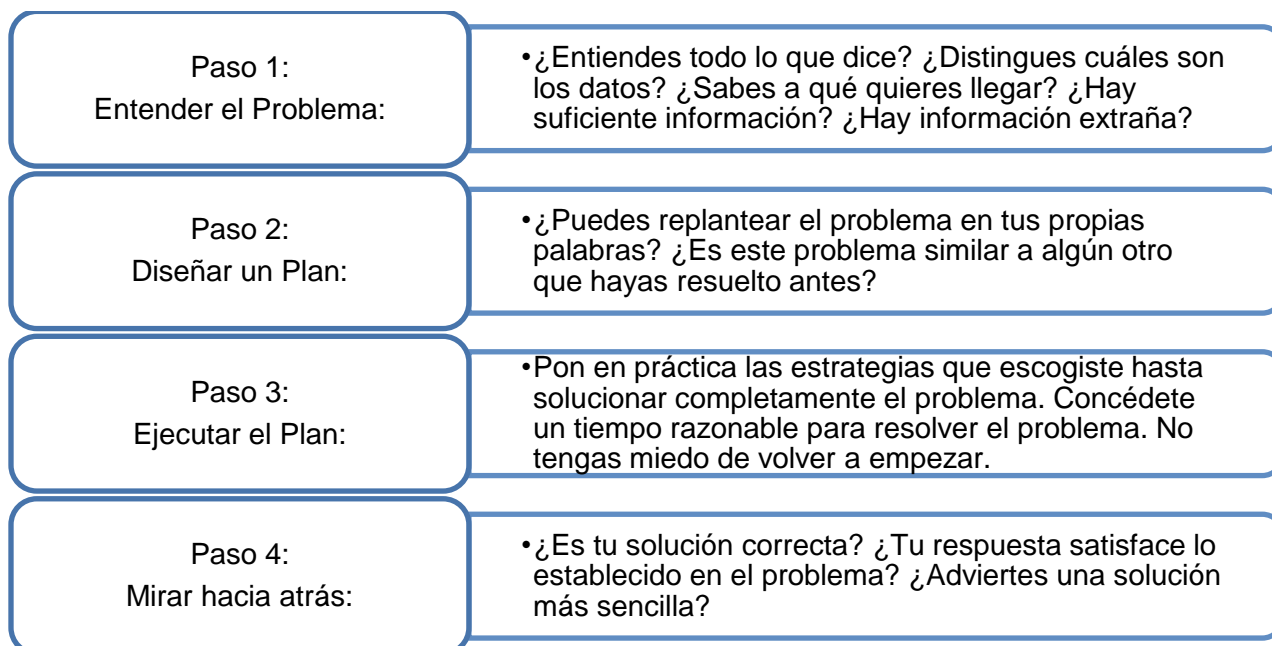 Paso 1:
Entender el Problema:
•¿Entiendes todo lo que dice? ¿Distingues cuáles son
los datos? ¿Sabes a qué quieres llegar? ¿Hay
suficiente información? ¿Hay información extraña?
Paso 2:
Diseñar un Plan:
•¿Puedes replantear el problema en tus propias
palabras? ¿Es este problema similar a algún otro
que hayas resuelto antes?
Paso 3:
Ejecutar el Plan:
•Pon en práctica las estrategias que escogiste hasta
solucionar completamente el problema. Concédete
un tiempo razonable para resolver el problema. No
tengas miedo de volver a empezar.
Paso 4:
Mirar hacia atrás:
•¿Es tu solución correcta? ¿Tu respuesta satisface lo
establecido en el problema? ¿Adviertes una solución
más sencilla?